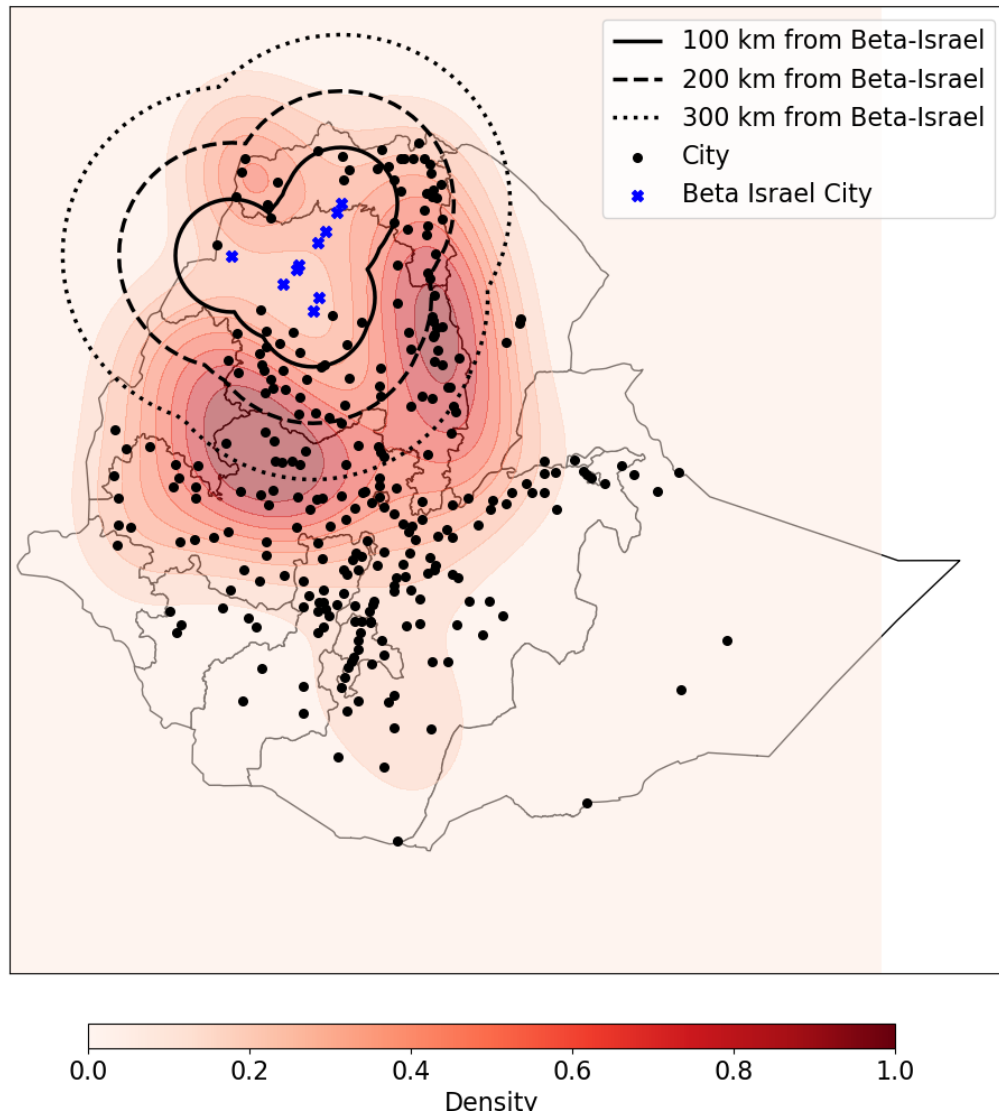 100 km from Beta-Israel
200 km from Beta-Israel
300 km from Beta-Israel
City
Beta Israel City
0.0 0.2 0.4 0.6 0.8 1.0
Density